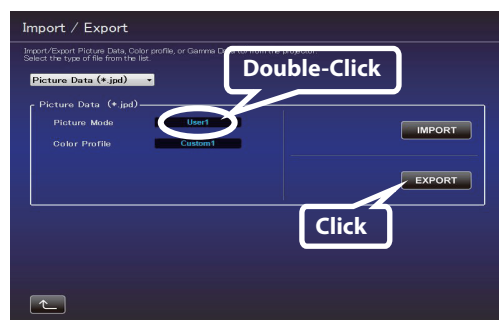 Import / Export
Import/Export Picture Data, Color profile, or Gamma Data to/from the projector.
Select the type of file from the list.
Double-Click
Picture Data (*.jpd)
Picture Data (*.jpd)
Picture Mode User1 IMPORT
Color Profile Custom1
EXPORT
Click